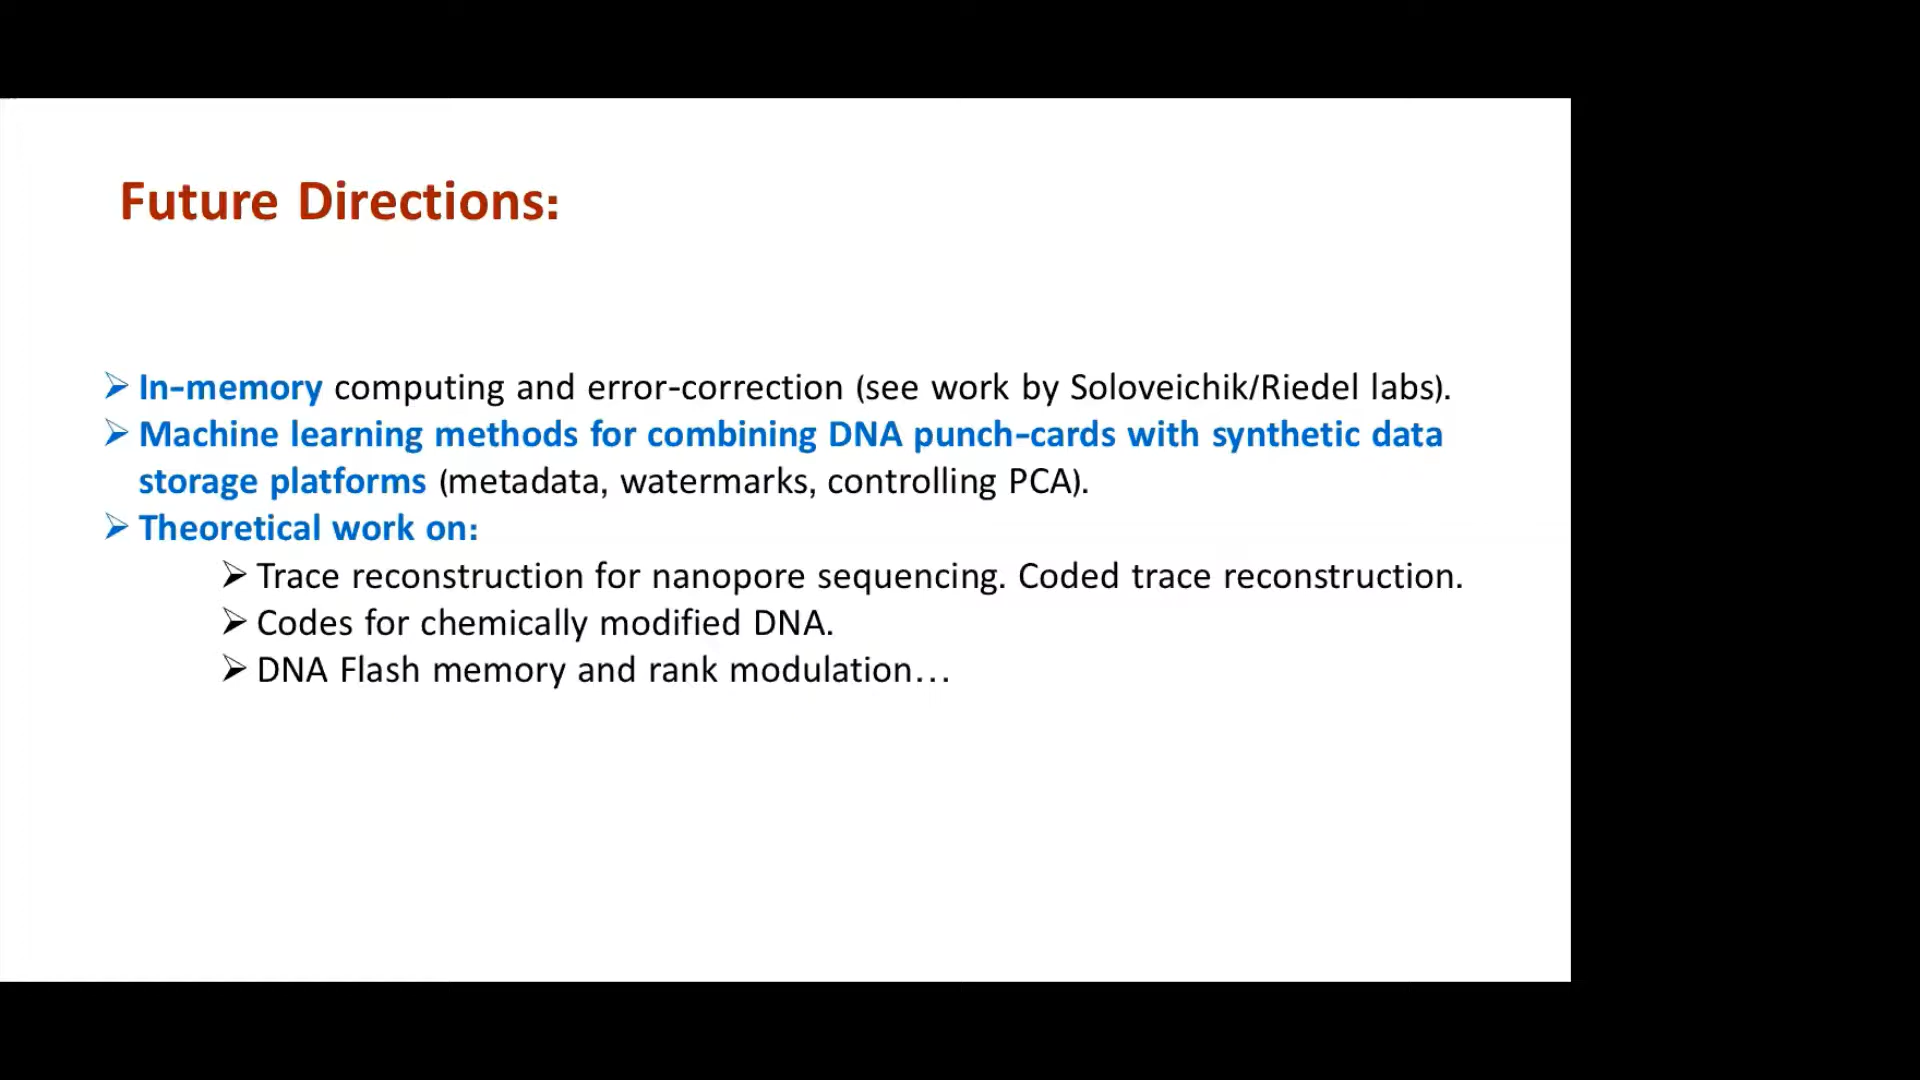 Future Directions:
➢ In-memory computing and error-correction (see work by Soloveichik/Riedel labs).
➢ Machine learning methods for combining DNA punch-cards with synthetic data
storage platforms (metadata, watermarks, controlling PCA).
➢ Theoretical work on:
➢ Trace reconstruction for nanopore sequencing. Coded trace reconstruction.
➢ Codes for chemically modified DNA.
➢ DNA Flash memory and rank modulation…